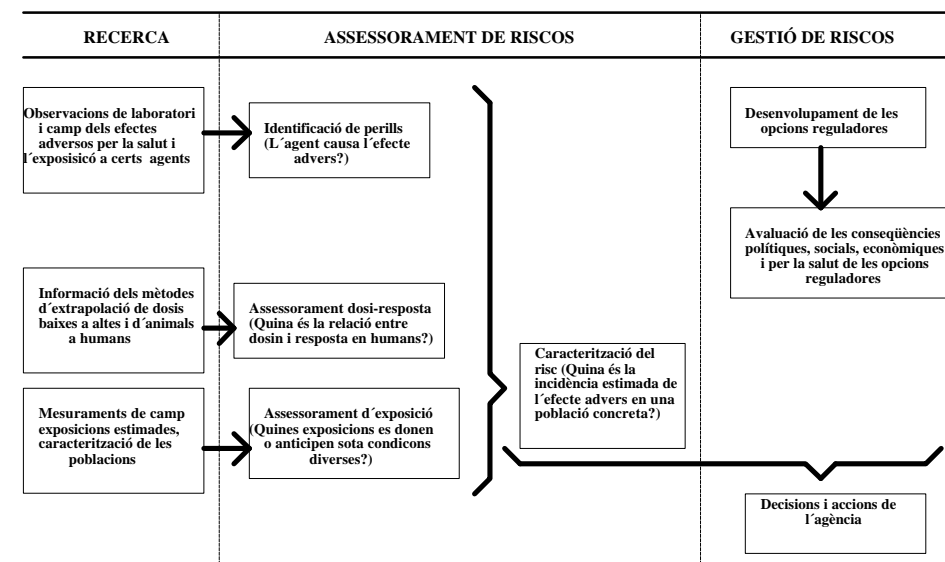 RECERCA
ASSESSORAMENT DE RISCOS
GESTIÓ DE RISCOS
Observacions de laboratori
i camp dels efectes
adversos per la salut i
l´exposisicó a certs agents
Identificació de perills
(L´agent causa l´efecte
advers?)
Desenvolupament de les
opcions reguladores
Avaluació de les conseqüències
polítiques, socials, econòmiques
i per la salut de les opcions
reguladores
Informació dels mètodes
d´extrapolació de dosis
baixes a altes i d´animals
a humans
Assessorament dosi-resposta
(Quina és la relació entre
dosin i resposta en humans?)
Caracterització del
risc (Quina és la
incidència estimada de
l´efecte advers en una
població concreta?)
Mesuraments de camp
exposicions estimades,
caracterització de les
poblacions
Assessorament d´exposició
(Quines exposicions es donen
o anticipen sota condicons
diverses?)
Decisions i accions de
l´agència